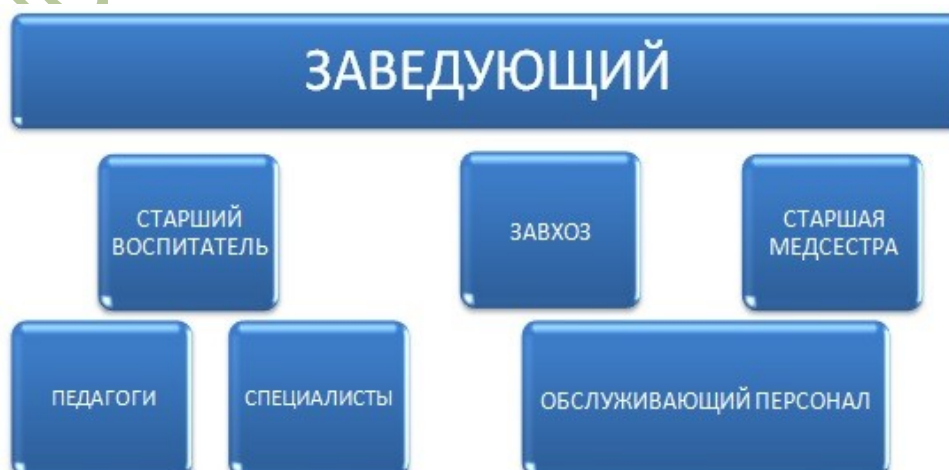 ЗАВЕДУЮЩИЙ
СТАРШИЙ
ВОСПИТАТЕЛЬ
ЗАВХОЗ
СТАРШАЯ
МЕДСЕСТРА
ПЕДАГОГИ
СПЕЦИАЛИСТЫ
ОБСЛУЖИВАЮЩИЙ ПЕРСОНАЛ